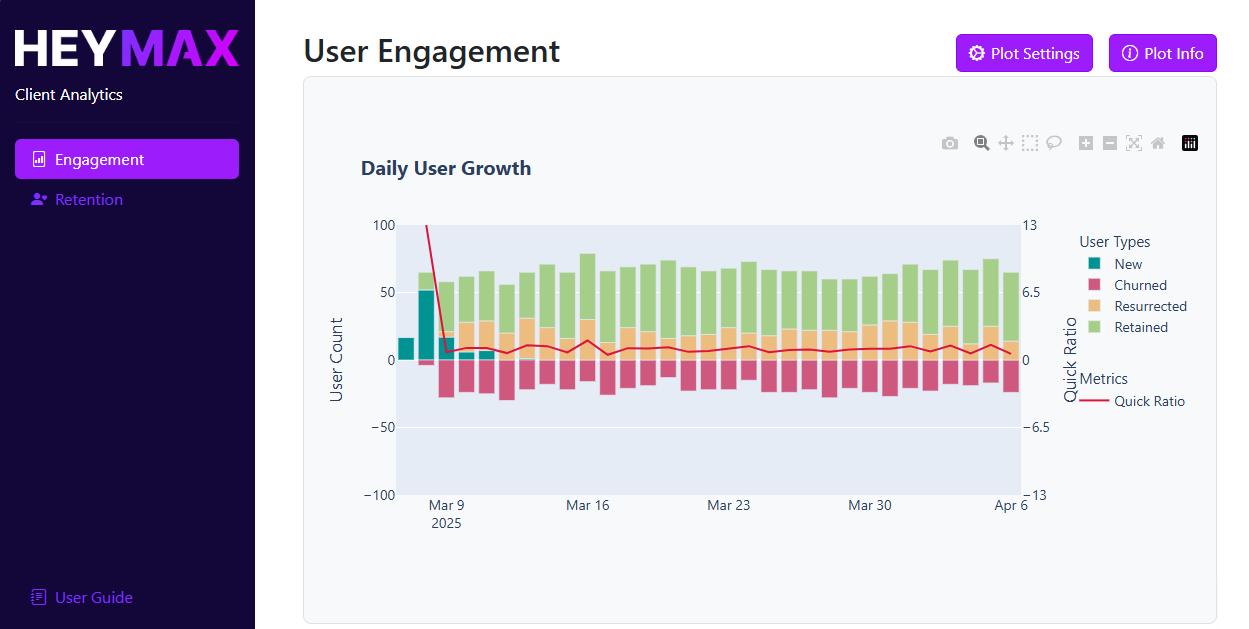 HEYMAX
Client Analytics
Engagement
Retention
User Guide
User Engagement
Plot Settings
Plot Info
Daily User Growth
User Count
100
50
0
−50
−100
Mar 9
2025
Mar 16
Mar 23
Mar 30
Apr 6
13
6.5
0
−6.5
−13
Quick Ratio
User Types
New
Churned
Resurrected
Retained
Metrics
Quick Ratio